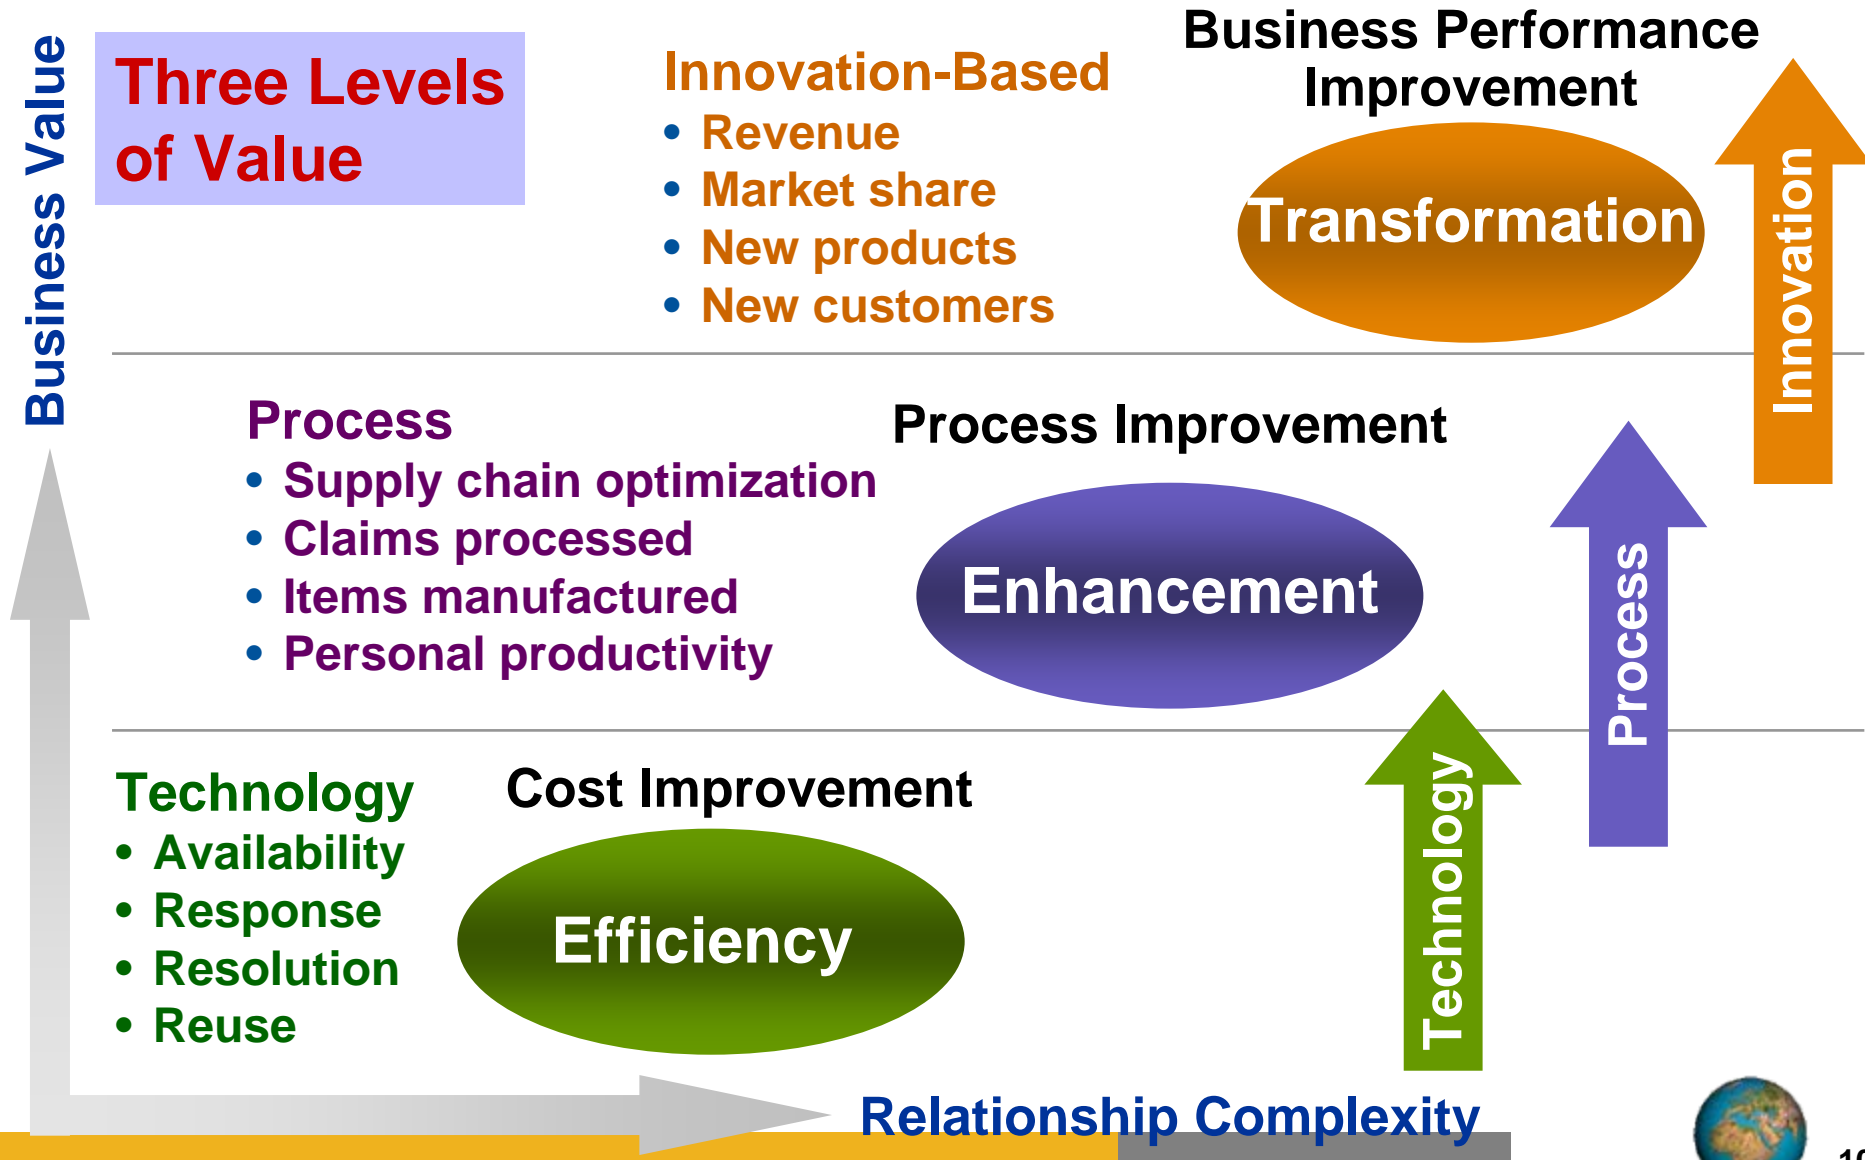 Business Value
Three Levels
of Value
Innovation-Based
• Revenue
• Market share
• New products
• New customers
Business Performance
Improvement
Transformation
Innovation
Process
• Supply chain optimization
• Claims processed
• Items manufactured
• Personal productivity
Process Improvement
Enhancement
Process
Technology
• Availability
• Response
• Resolution
• Reuse
Cost Improvement
Efficiency
Technology
Relationship Complexity